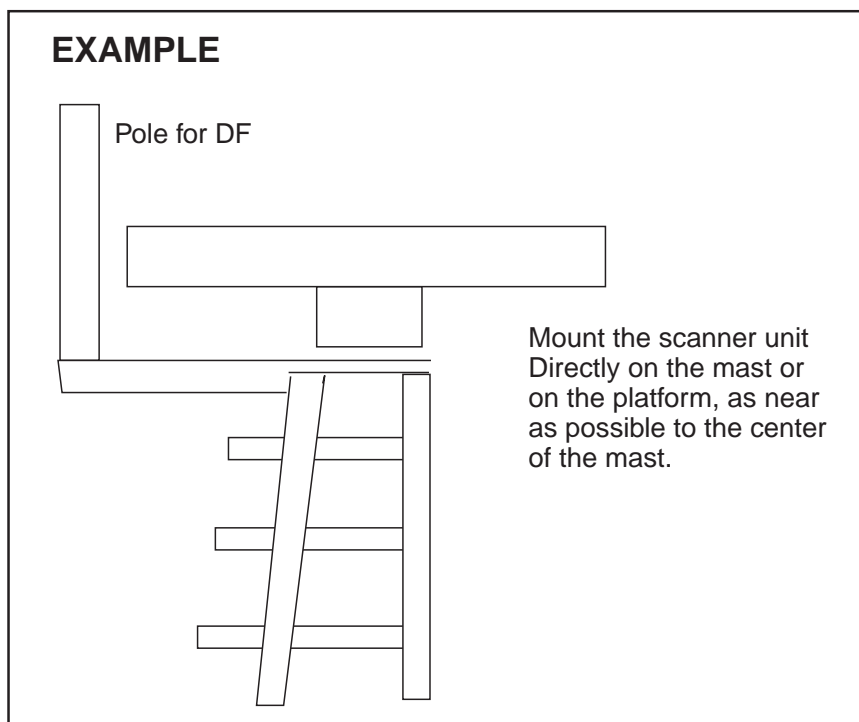 EXAMPLE
Pole for DF
Mount the scanner unit
Directly on the mast or
on the platform, as near
as possible to the center
of the mast.